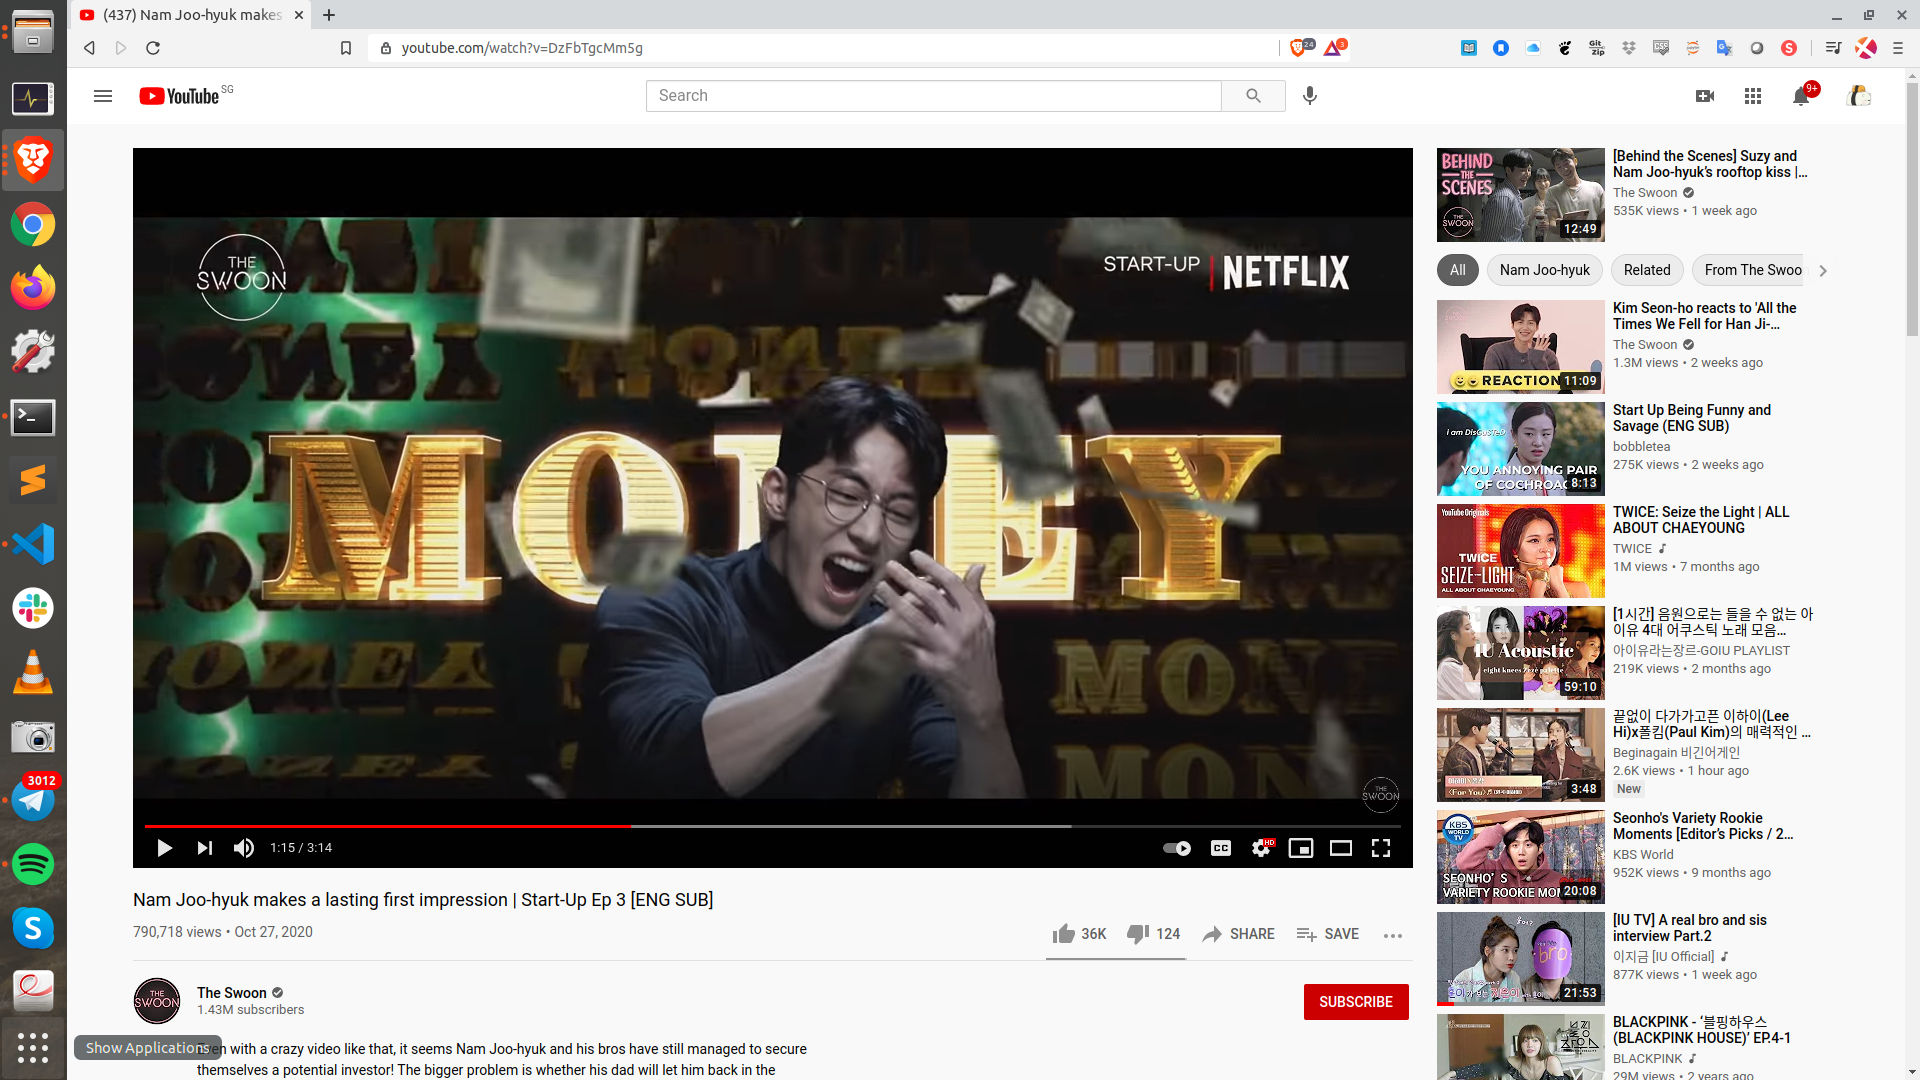 (437) Nam Joo-hyuk makes
youtube.com/watch?v=DzFbTgcMm5g
24
3
Git
Zip
CSS
YouTube SG
Search
9+
THE
SWOON
START-UP | NETFLIX
MONEY
MON
MON
THE
SWOON
1:15 / 3:14
CC
HD
Nam Joo-hyuk makes a lasting first impression | Start-Up Ep 3 [ENG SUB]
790,718 views • Oct 27, 2020
36K
124
SHARE
SAVE
THE
SWOON
The Swoon
1.43M subscribers
SUBSCRIBE
Show Applications
ven with a crazy video like that, it seems Nam Joo-hyuk and his bros have still managed to secure
themselves a potential investor! The bigger problem is whether his dad will let him back in the
3012
BEHIND
THE
SCENES
THE
SWOON
12:49
[Behind the Scenes] Suzy and
Nam Joo-hyuk's rooftop kiss |...
The Swoon
535K views • 1 week ago
All
Nam Joo-hyuk
Related
From The Swoo
REACTION
11:09
Kim Seon-ho reacts to 'All the
Times We Fell for Han Ji-...
The Swoon
1.3M views • 2 weeks ago
i am DisGuSTeD
YOU ANNOYING PAIR
OF COCKROAC
8:13
Start Up Being Funny and
Savage (ENG SUB)
bobbletea
275K views • 2 weeks ago
YouTube Originals
TWICE
SEIZE-LIGHT
ALL ABOUT CHAEYOUNG
TWICE: Seize the Light | ALL
ABOUT CHAEYOUNG
TWICE
1M views • 7 months ago
IU Acoustic
eight knees Zeze palette
59:10
[1시간] 음원으로는 들을 수 없는 아
이유 4대 어쿠스틱 노래 모음...
아이유라는장르-GOIU PLAYLIST
219K views • 2 months ago
<For You>
3:48
끝없이 다가가고픈 이하이(Lee
Hi)x폴킴(Paul Kim)의 매력적인 ...
Beginagain 비긴어게인
2.6K views • 1 hour ago
New
KBS
WORLD
TV
SEONHO'S
VARIETY ROOKIE MOM
20:08
Seonho's Variety Rookie
Moments [Editor's Picks / 2...
KBS World
952K views • 9 months ago
bro
21:53
[IU TV] A real bro and sis
interview Part.2
이지금 [IU Official]
877K views • 1 week ago
BLACKPINK - '블핑하우스
(BLACKPINK HOUSE)' EP.4-1
BLACKPINK
29M views • 2 years ago